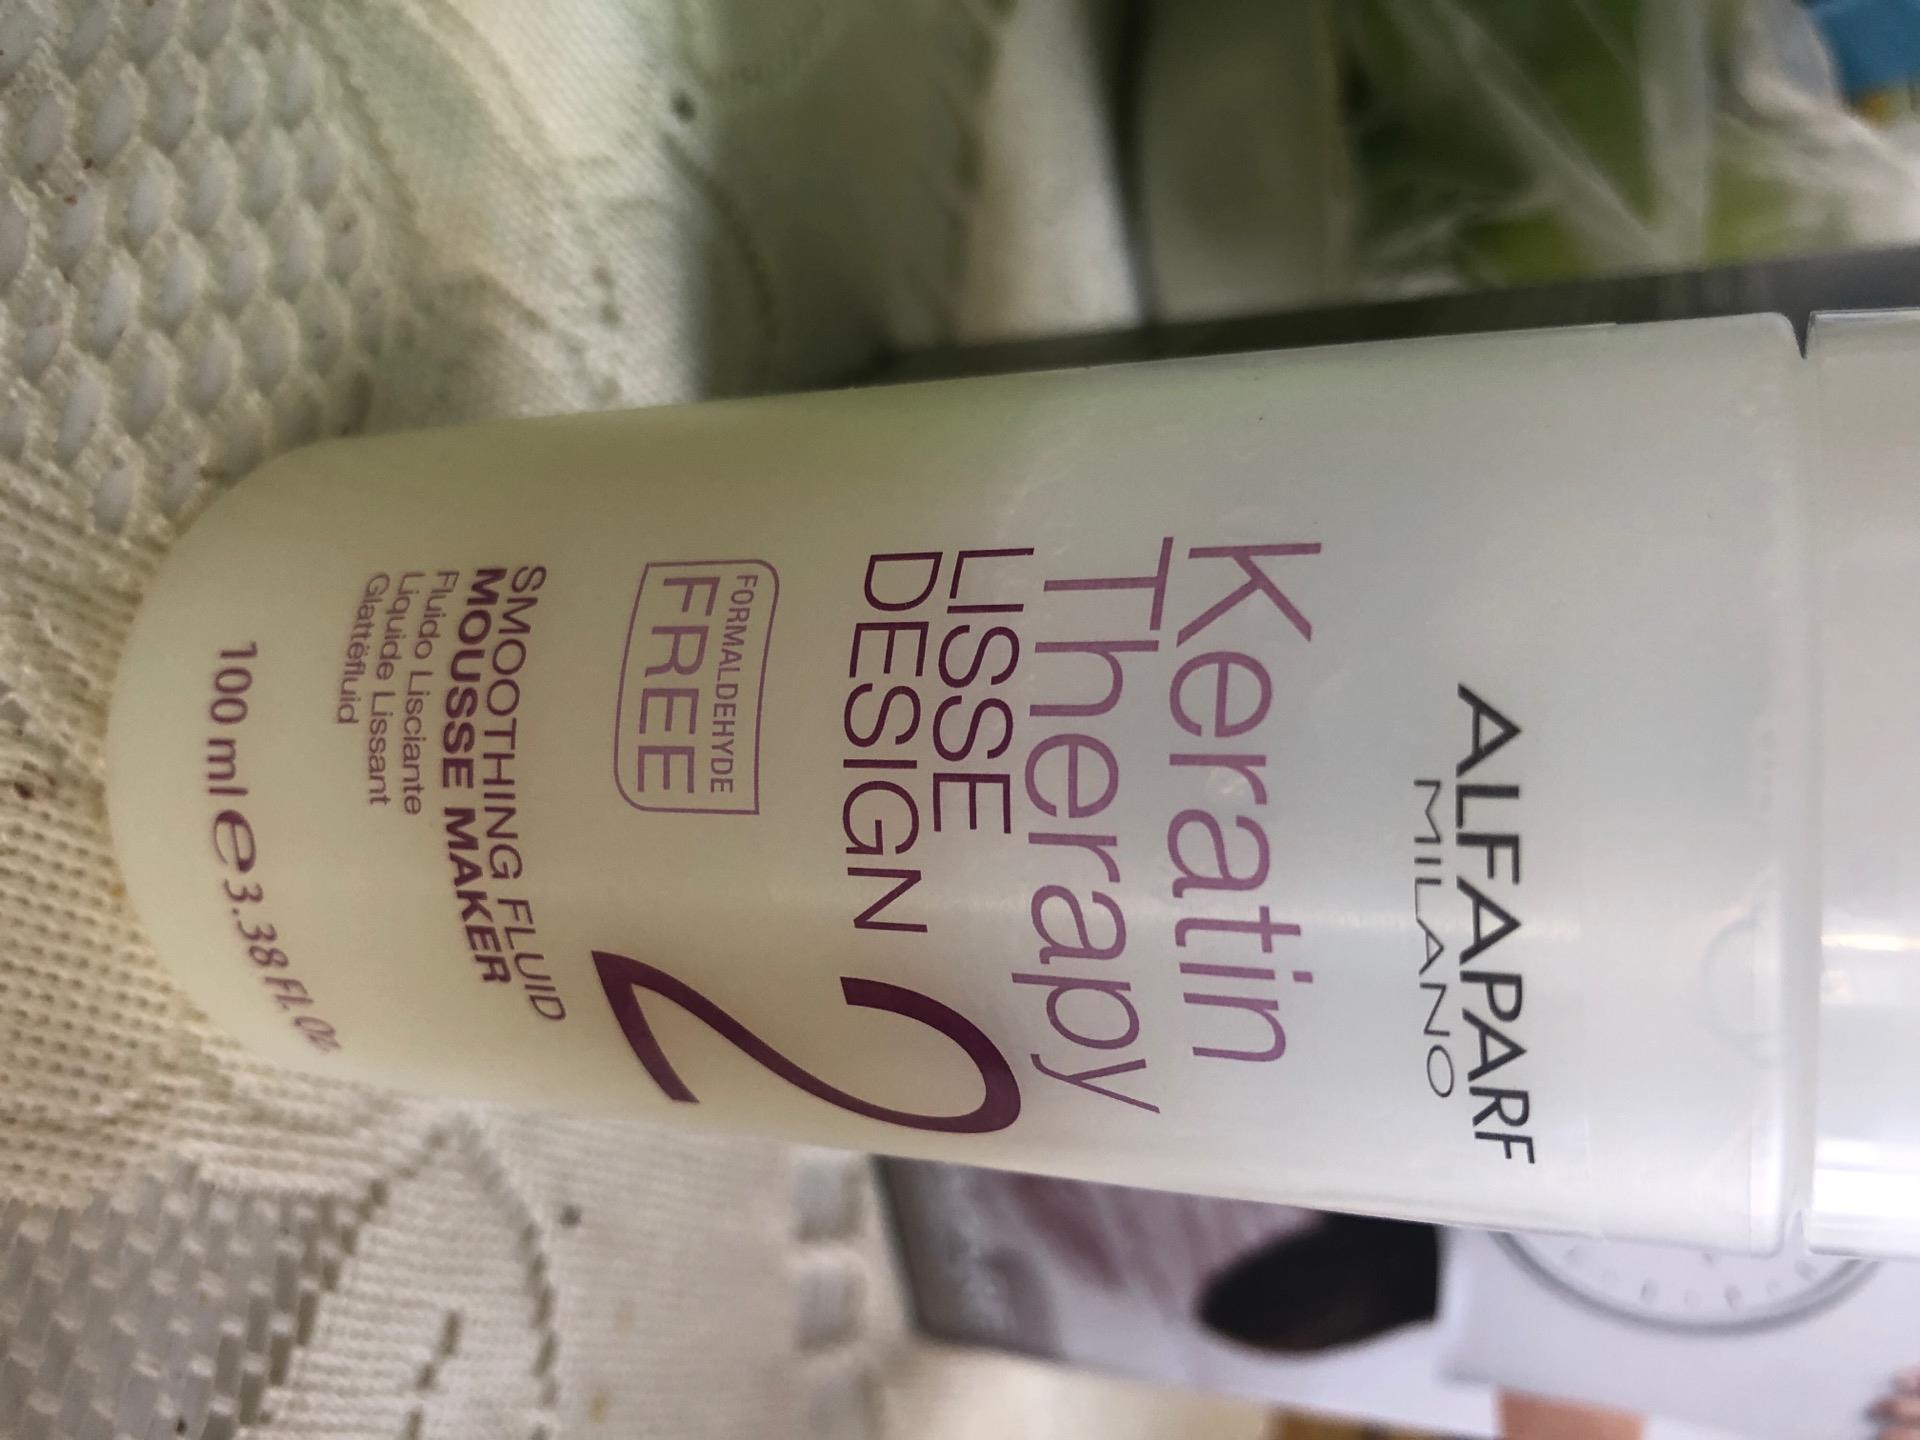 ALFAPARF
MILANO
Keratin
Therapy
LISSE
DESIGN
2
FORMALDEHYDE
FREE
SMOOTHING FLUID
MOUSSE MAKER
Fluido Lisciante
Liquide Lissant
Glattëfluid
100 ml e 3.38 Fl. Oz.